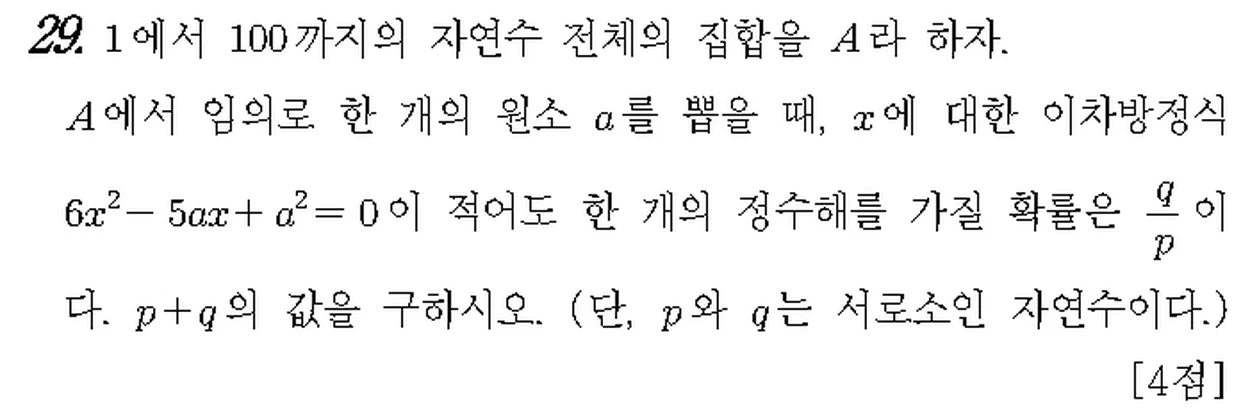 29. 1에서 100까지의 자연수 전체의 집합을 A라 하자.
A에서 임의로 한 개의 원소 a를 뽑을 때, x에 대한 이차방정식
6x² − 5ax + a² = 0이 적어도 한 개의 정수해를 가질 확률은 q/p 이
다. p+q의 값을 구하시오. (단, p와 q는 서로소인 자연수이다.)
[4점]